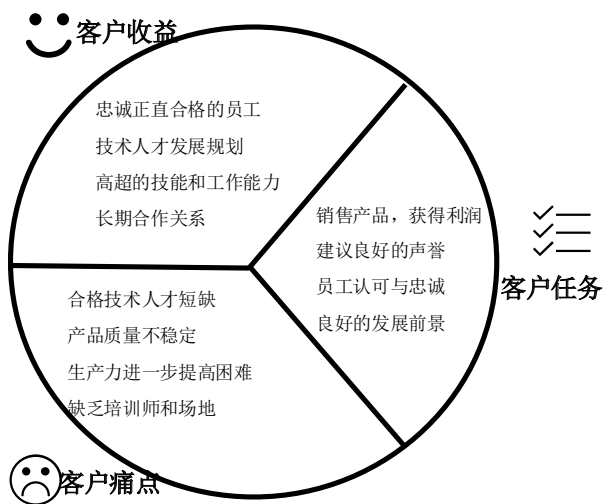 客户收益
忠诚正直合格的员工
技术人才发展规划
高超的技能和工作能力
长期合作关系
销售产品，获得利润
建议良好的声誉
员工认可与忠诚
良好的发展前景
客户任务
合格技术人才短缺
产品质量不稳定
生产力进一步提高困难
缺乏培训师和场地
客户痛点